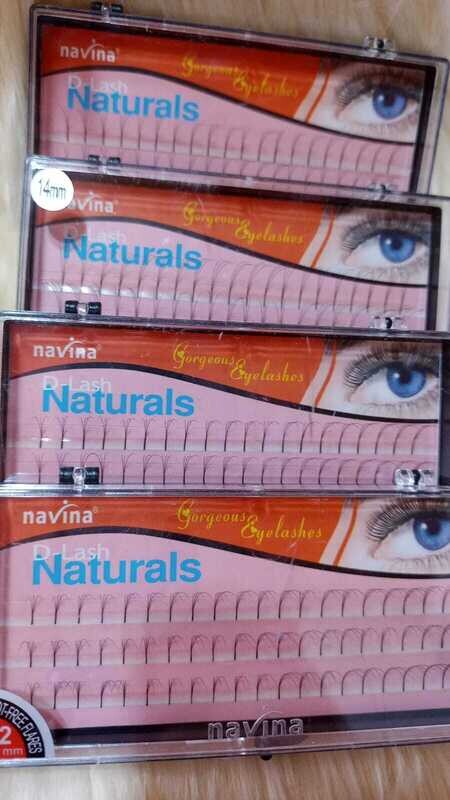 navina®
D-Lash
Naturals
Gorgeous
Eyelashes
14mm
navina®
D-Lash
Naturals
Gorgeous
Eyelashes
navina®
D-Lash
Naturals
Gorgeous
Eyelashes
navina®
D-Lash
Naturals
Gorgeous
Eyelashes
navina